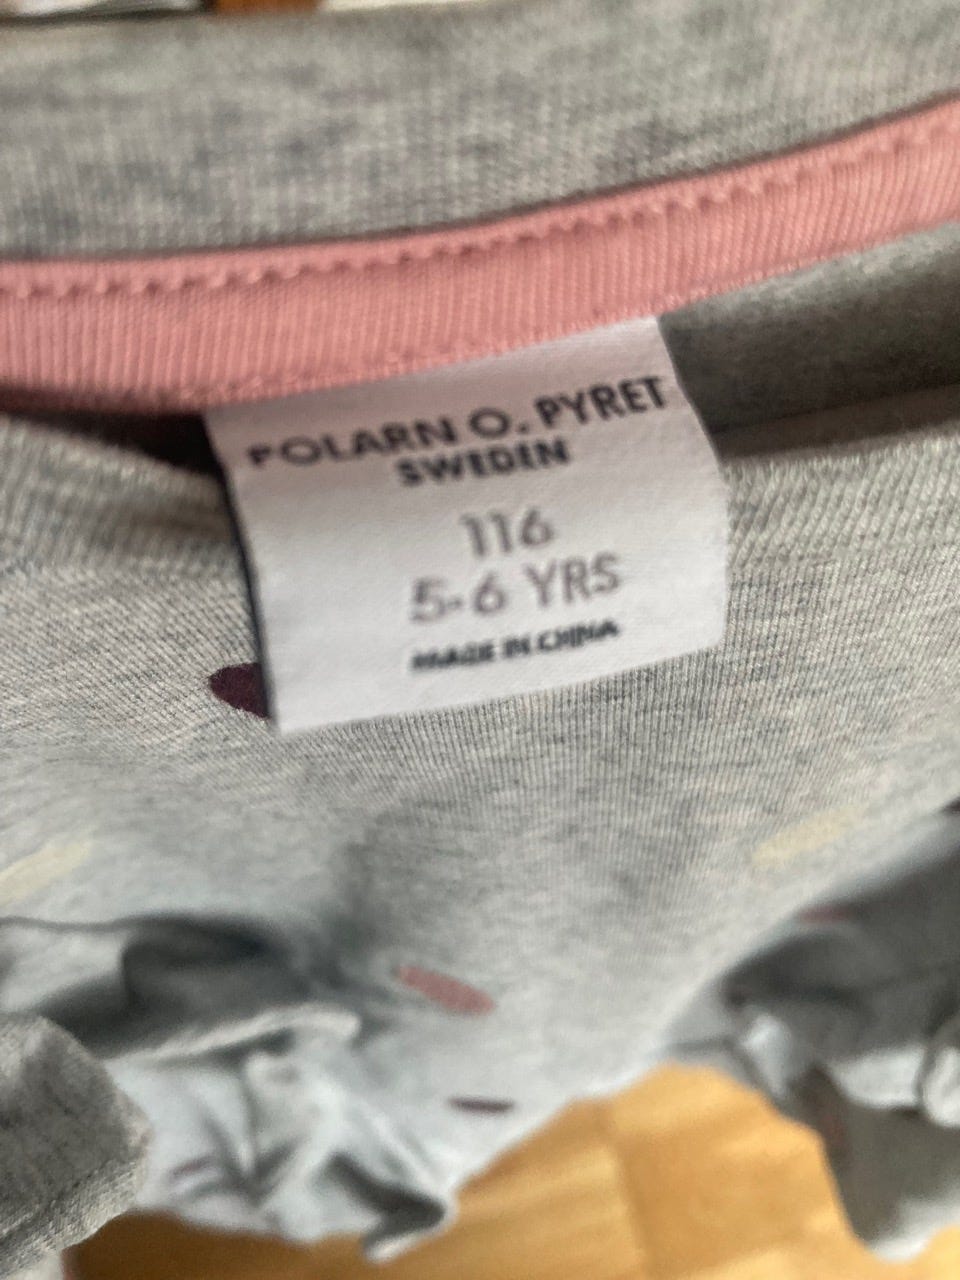 POLARN O. PYRET
SWEDEN
116
5-6 YRS
MADE IN CHINA